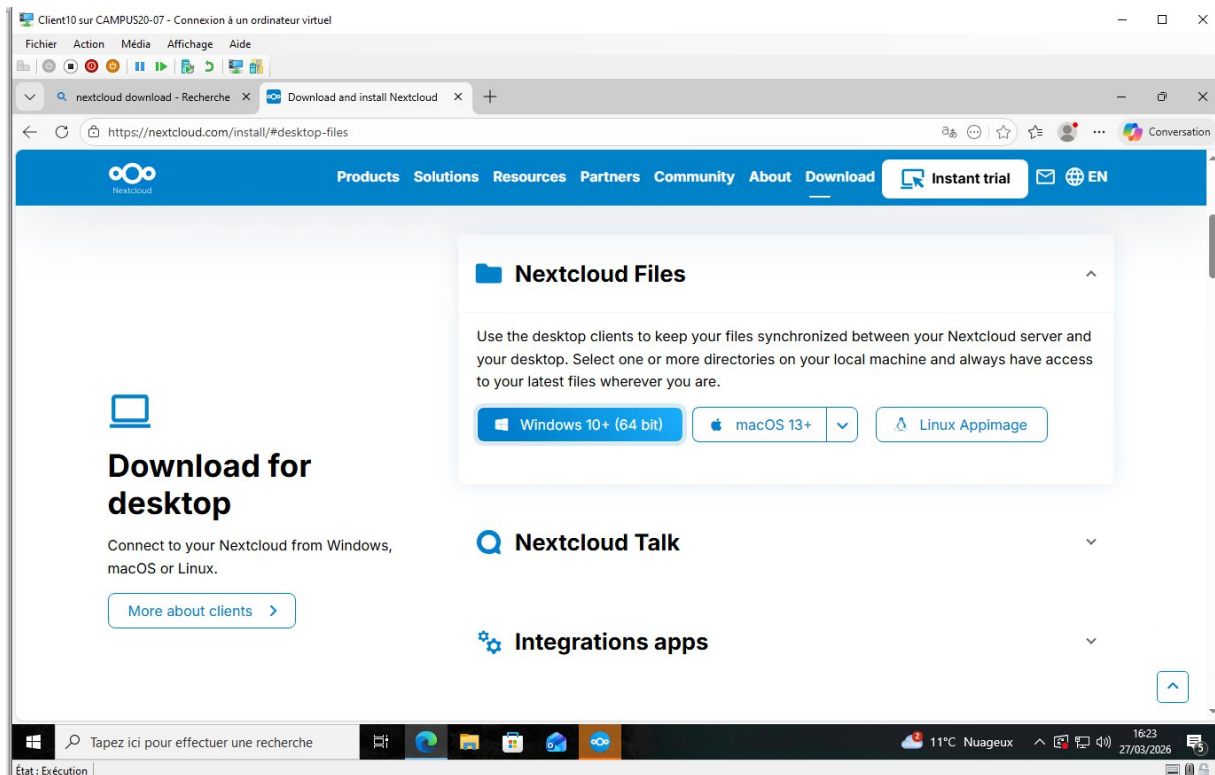 Client10 sur CAMPUS20-07 - Connexion à un ordinateur virtuel
Fichier Action Média Affichage Aide
nextcloud download - Recherche
Download and install Nextcloud
https://nextcloud.com/install/#desktop-files
Conversation
Nextcloud
Products Solutions Resources Partners Community About Download Instant trial EN
Nextcloud Files
Use the desktop clients to keep your files synchronized between your Nextcloud server and
your desktop. Select one or more directories on your local machine and always have access
to your latest files wherever you are.
Windows 10+ (64 bit)
macOS 13+
Linux Appimage
Download for
desktop
Connect to your Nextcloud from Windows,
macOS or Linux.
More about clients
Nextcloud Talk
Integrations apps
Tapez ici pour effectuer une recherche
2
11°C Nuageux
16:23
27/03/2026
5
État : Exécution